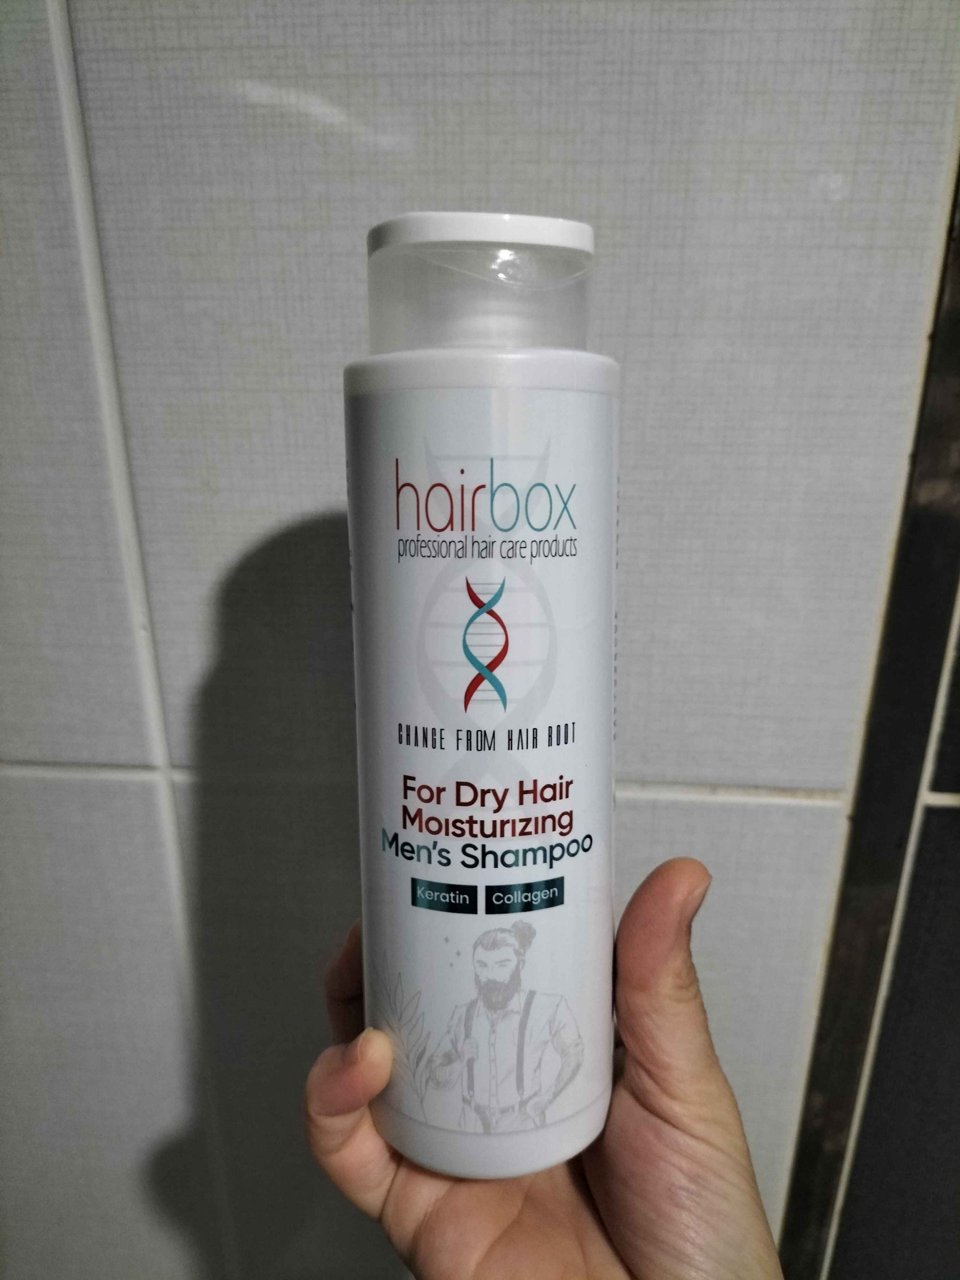 hairbox
professional hair care products
CHANGE FROM HAIR ROOT
For Dry Hair
Moisturizing
Men's Shampoo
Keratin Collagen